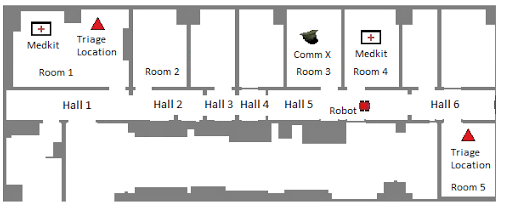 Medkit
Triage
Location
Room 1
Room 2
Comm X
Room 3
Medkit
Room 4
Hall 1
Hall 2
Hall 3
Hall 4
Hall 5
Robot
Hall 6
Triage
Location
Room 5